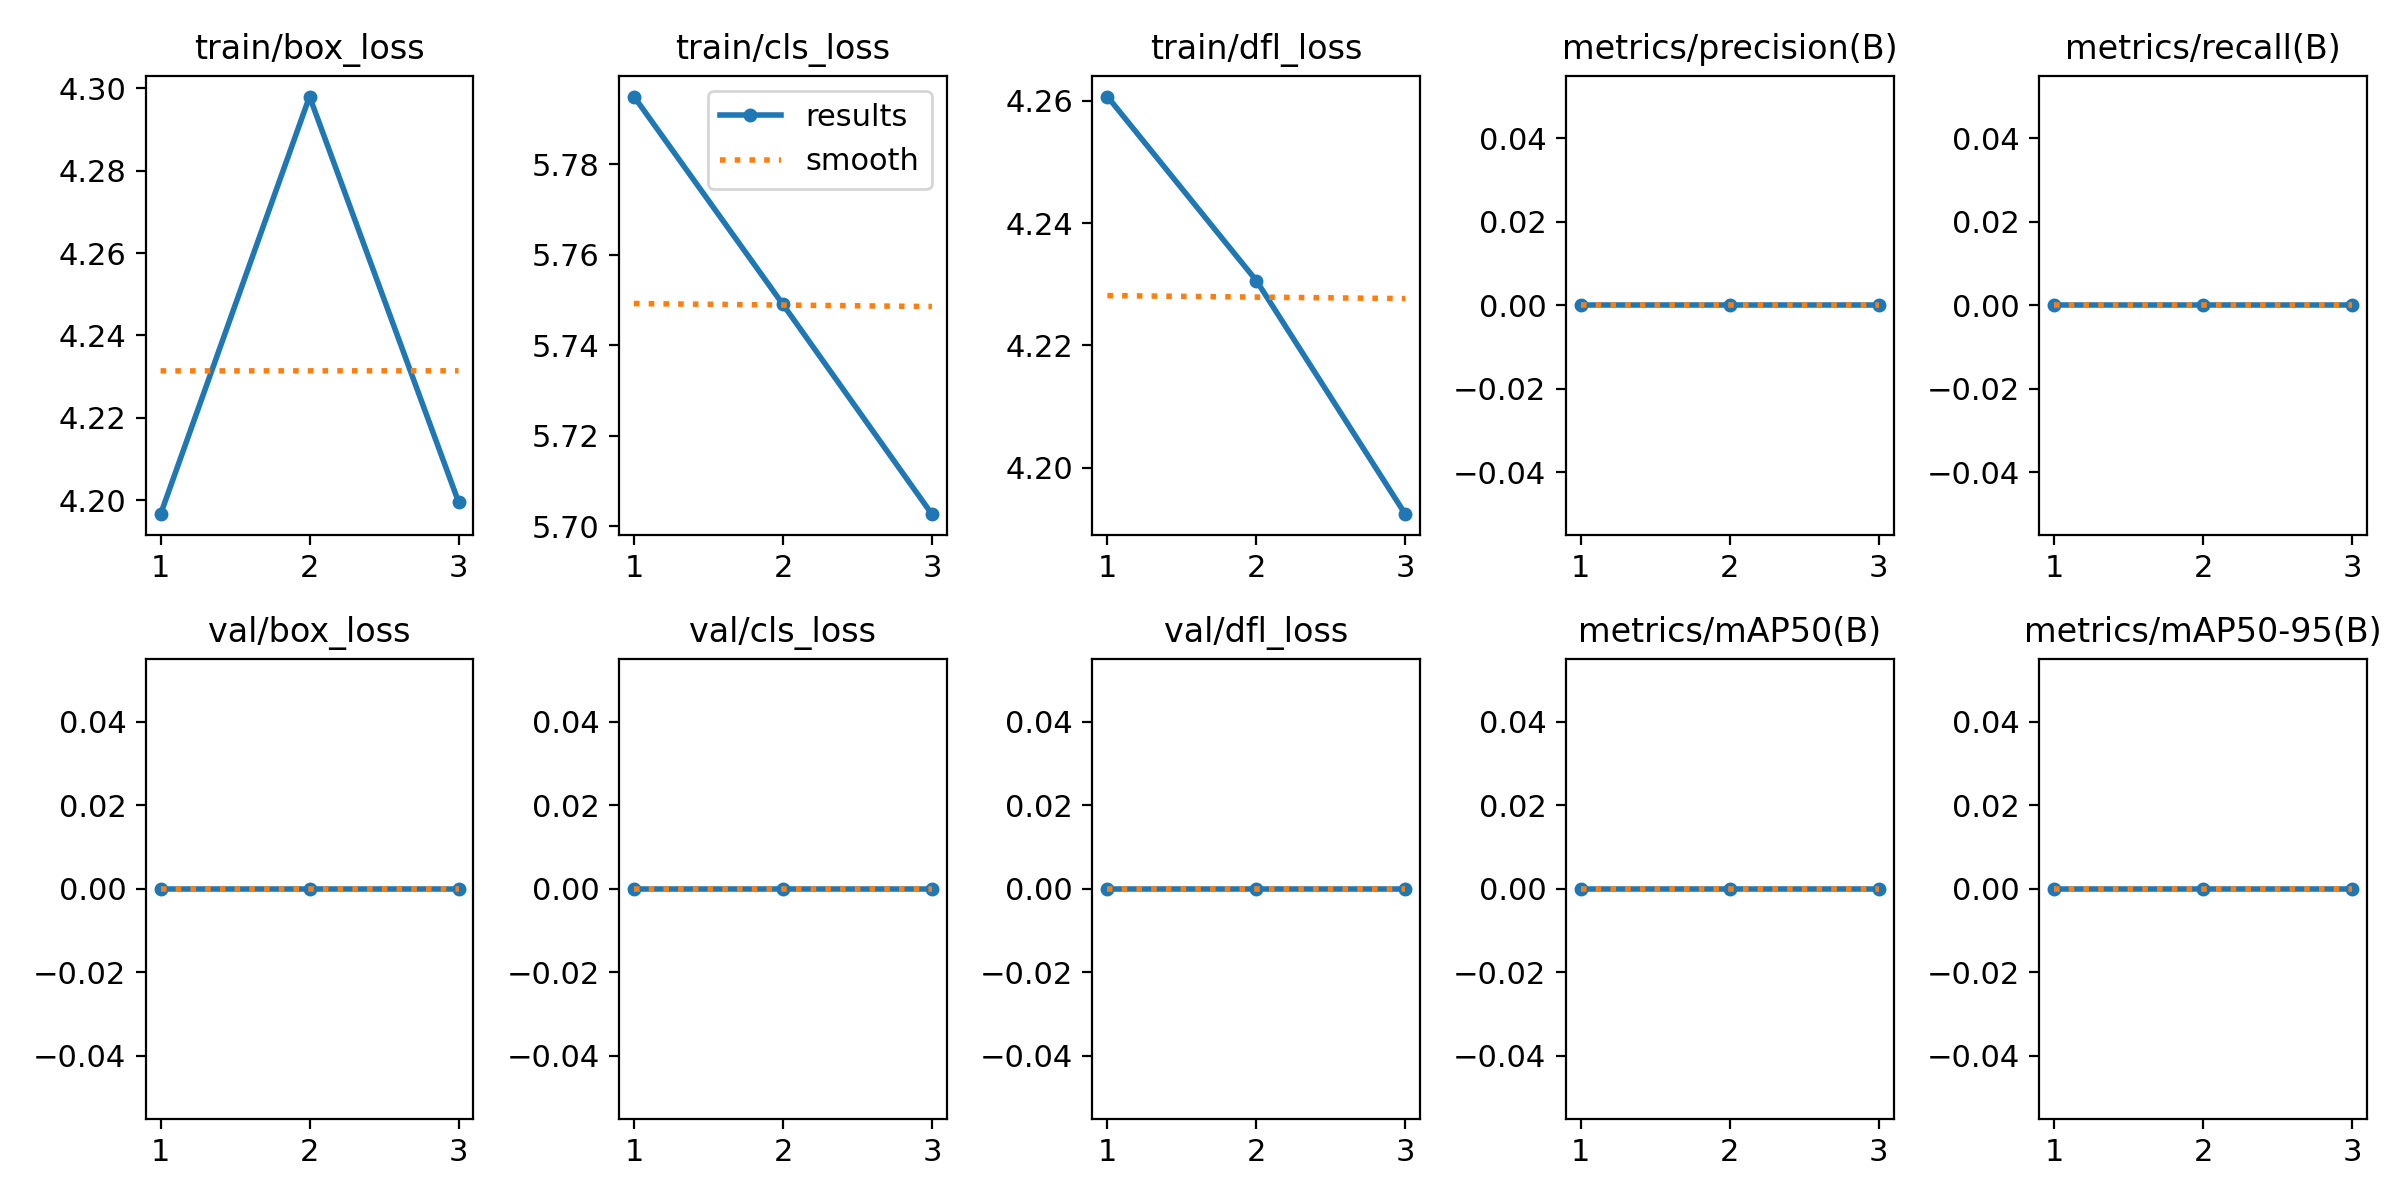 train/box_loss
4.30
4.28
4.26
4.24
4.22
4.20
1 2 3
train/cls_loss
results
smooth
5.78
5.76
5.74
5.72
5.70
1 2 3
train/dfl_loss
4.26
4.24
4.22
4.20
1 2 3
metrics/precision(B)
0.04
0.02
0.00
−0.02
−0.04
1 2 3
metrics/recall(B)
0.04
0.02
0.00
−0.02
−0.04
1 2 3
val/box_loss
0.04
0.02
0.00
−0.02
−0.04
1 2 3
val/cls_loss
0.04
0.02
0.00
−0.02
−0.04
1 2 3
val/dfl_loss
0.04
0.02
0.00
−0.02
−0.04
1 2 3
metrics/mAP50(B)
0.04
0.02
0.00
−0.02
−0.04
1 2 3
metrics/mAP50-95(B)
0.04
0.02
0.00
−0.02
−0.04
1 2 3